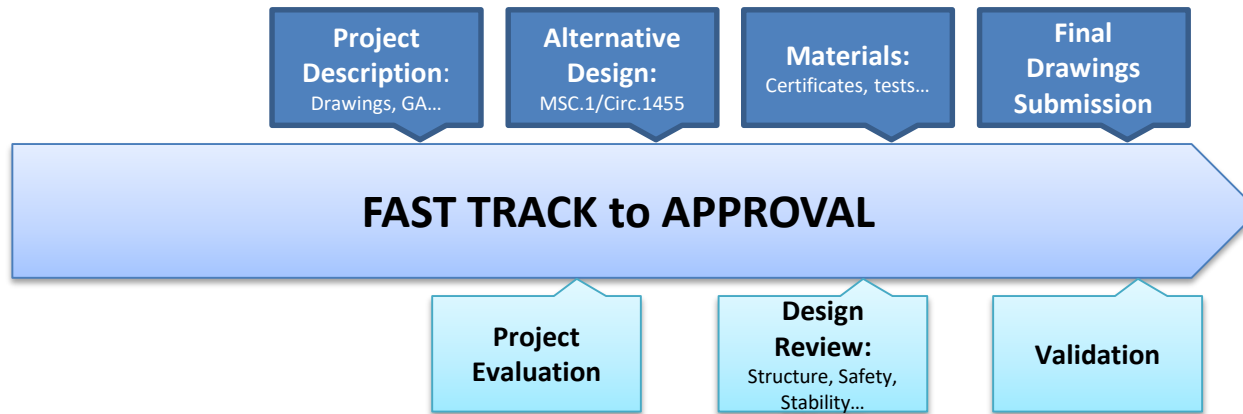 Project
Description:
Drawings, GA...
Alternative
Design:
MSC.1/Circ.1455
Materials:
Certificates, tests...
Final
Drawings
Submission
FAST TRACK to APPROVAL
Project
Evaluation
Design
Review:
Structure, Safety,
Stability...
Validation